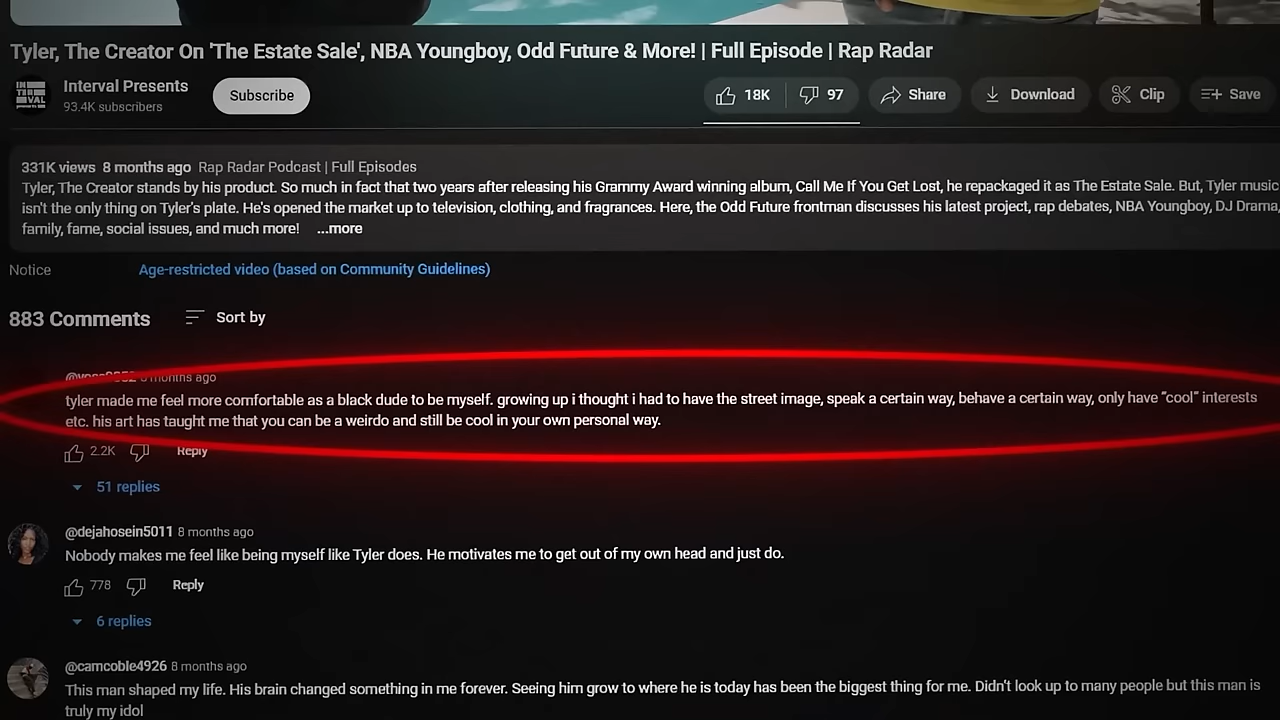 Tyler, The Creator On 'The Estate Sale', NBA Youngboy, Odd Future & More! | Full Episode | Rap Radar
INTERVAL
Interval Presents
93.4K subscribers
Subscribe
18K
97
Share
Download
Clip
Save
331K views 8 months ago Rap Radar Podcast | Full Episodes
Tyler, The Creator stands by his product. So much in fact that two years after releasing his Grammy Award winning album, Call Me If You Get Lost, he repackaged it as The Estate Sale. But, Tyler music
isn't the only thing on Tyler's plate. He's opened the market up to television, clothing, and fragrances. Here, the Odd Future frontman discusses his latest project, rap debates, NBA Youngboy, DJ Drama,
family, fame, social issues, and much more! ...more
Notice
Age-restricted video (based on Community Guidelines)
883 Comments
Sort by
months ago
tyler made me feel more comfortable as a black dude to be myself. growing up i thought i had to have the street image, speak a certain way, behave a certain way, only have "cool" interests
etc. his art has taught me that you can be a weirdo and still be cool in your own personal way.
2.2K
Reply
51 replies
@dejahosein5011 8 months ago
Nobody makes me feel like being myself like Tyler does. He motivates me to get out of my own head and just do.
778
Reply
6 replies
@camcoble4926 8 months ago
This man shaped my life. His brain changed something in me forever. Seeing him grow to where he is today has been the biggest thing for me. Didn't look up to many people but this man is
truly my idol